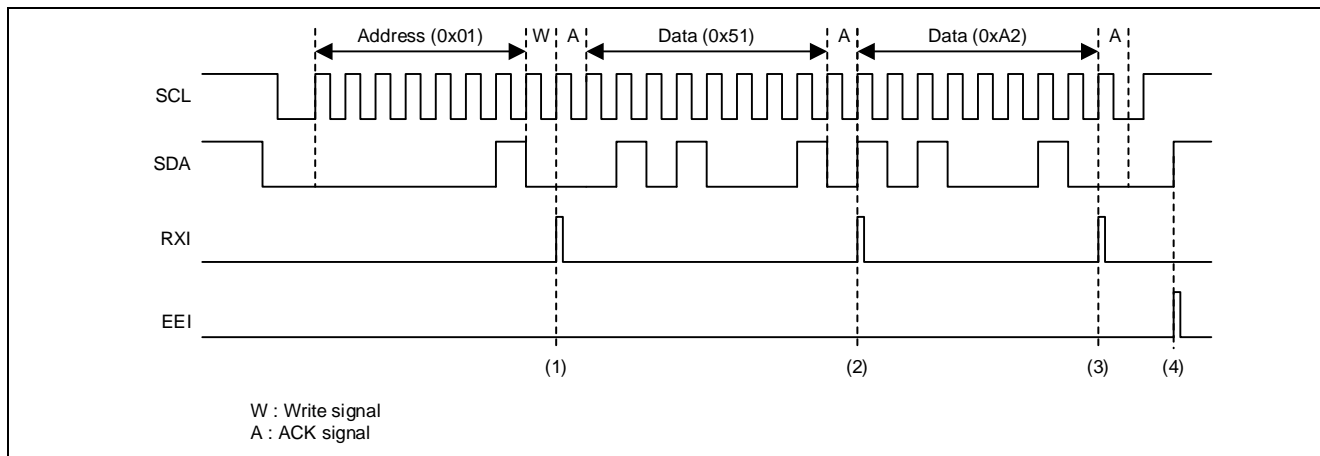 Address (0x01) W A Data (0x51) A Data (0xA2) A
SCL
SDA
RXI
EEI
(1) (2) (3) (4)
W : Write signal
A : ACK signal